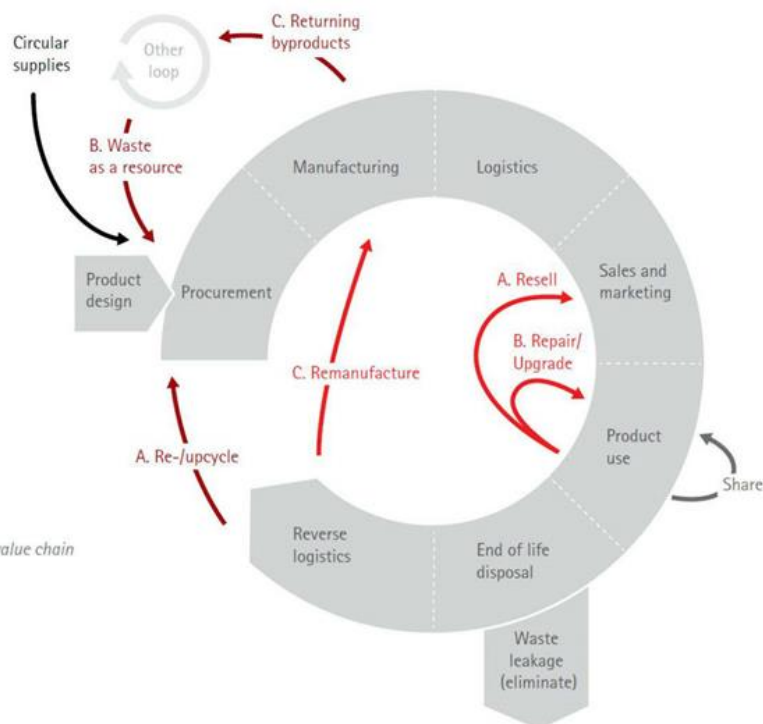 C. Returning
byproducts
Circular
supplies
Other
loop
B. Waste
as a resource
Manufacturing
Logistics
Product
design
Procurement
A. Resell
Sales and
marketing
B. Repair/
Upgrade
C. Remanufacture
A. Re-/upcycle
Product
use
Share
Reverse
logistics
End of life
disposal
value chain
Waste
leakage
(eliminate)